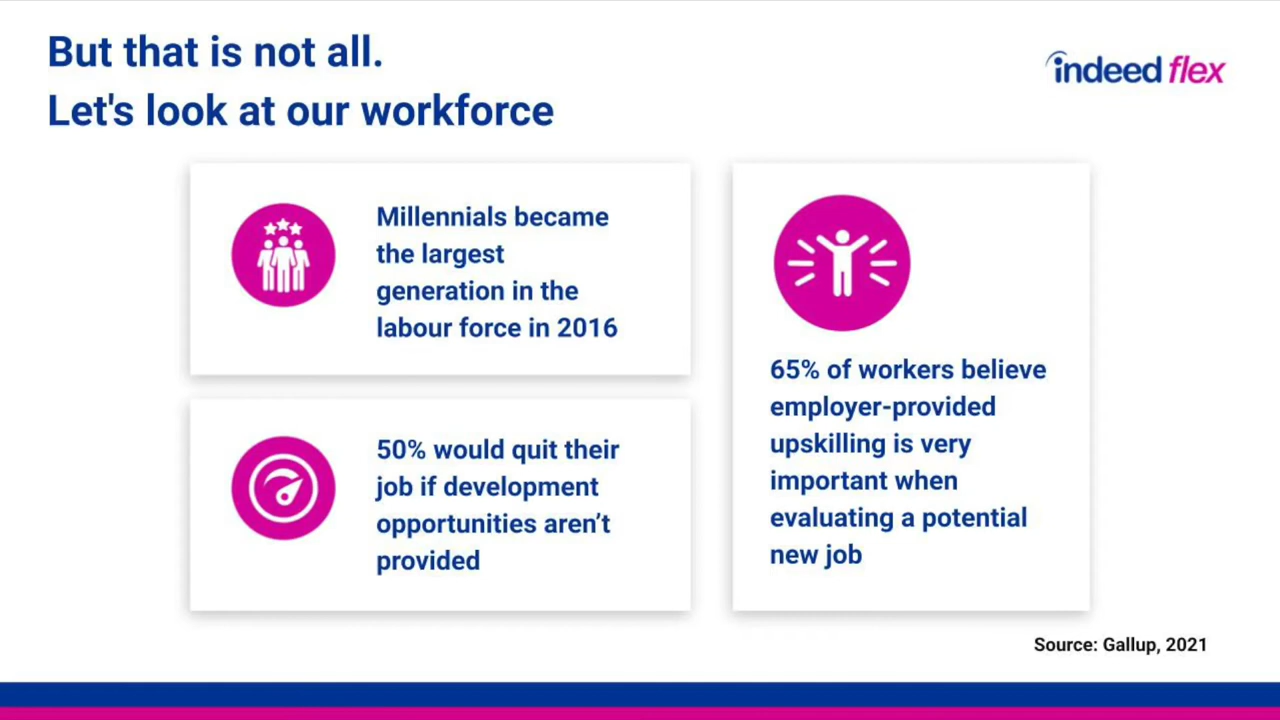 But that is not all.
Let's look at our workforce
indeed flex
Millennials became
the largest
generation in the
labour force in 2016
50% would quit their
job if development
opportunities aren’t
provided
65% of workers believe
employer-provided
upskilling is very
important when
evaluating a potential
new job
Source: Gallup, 2021